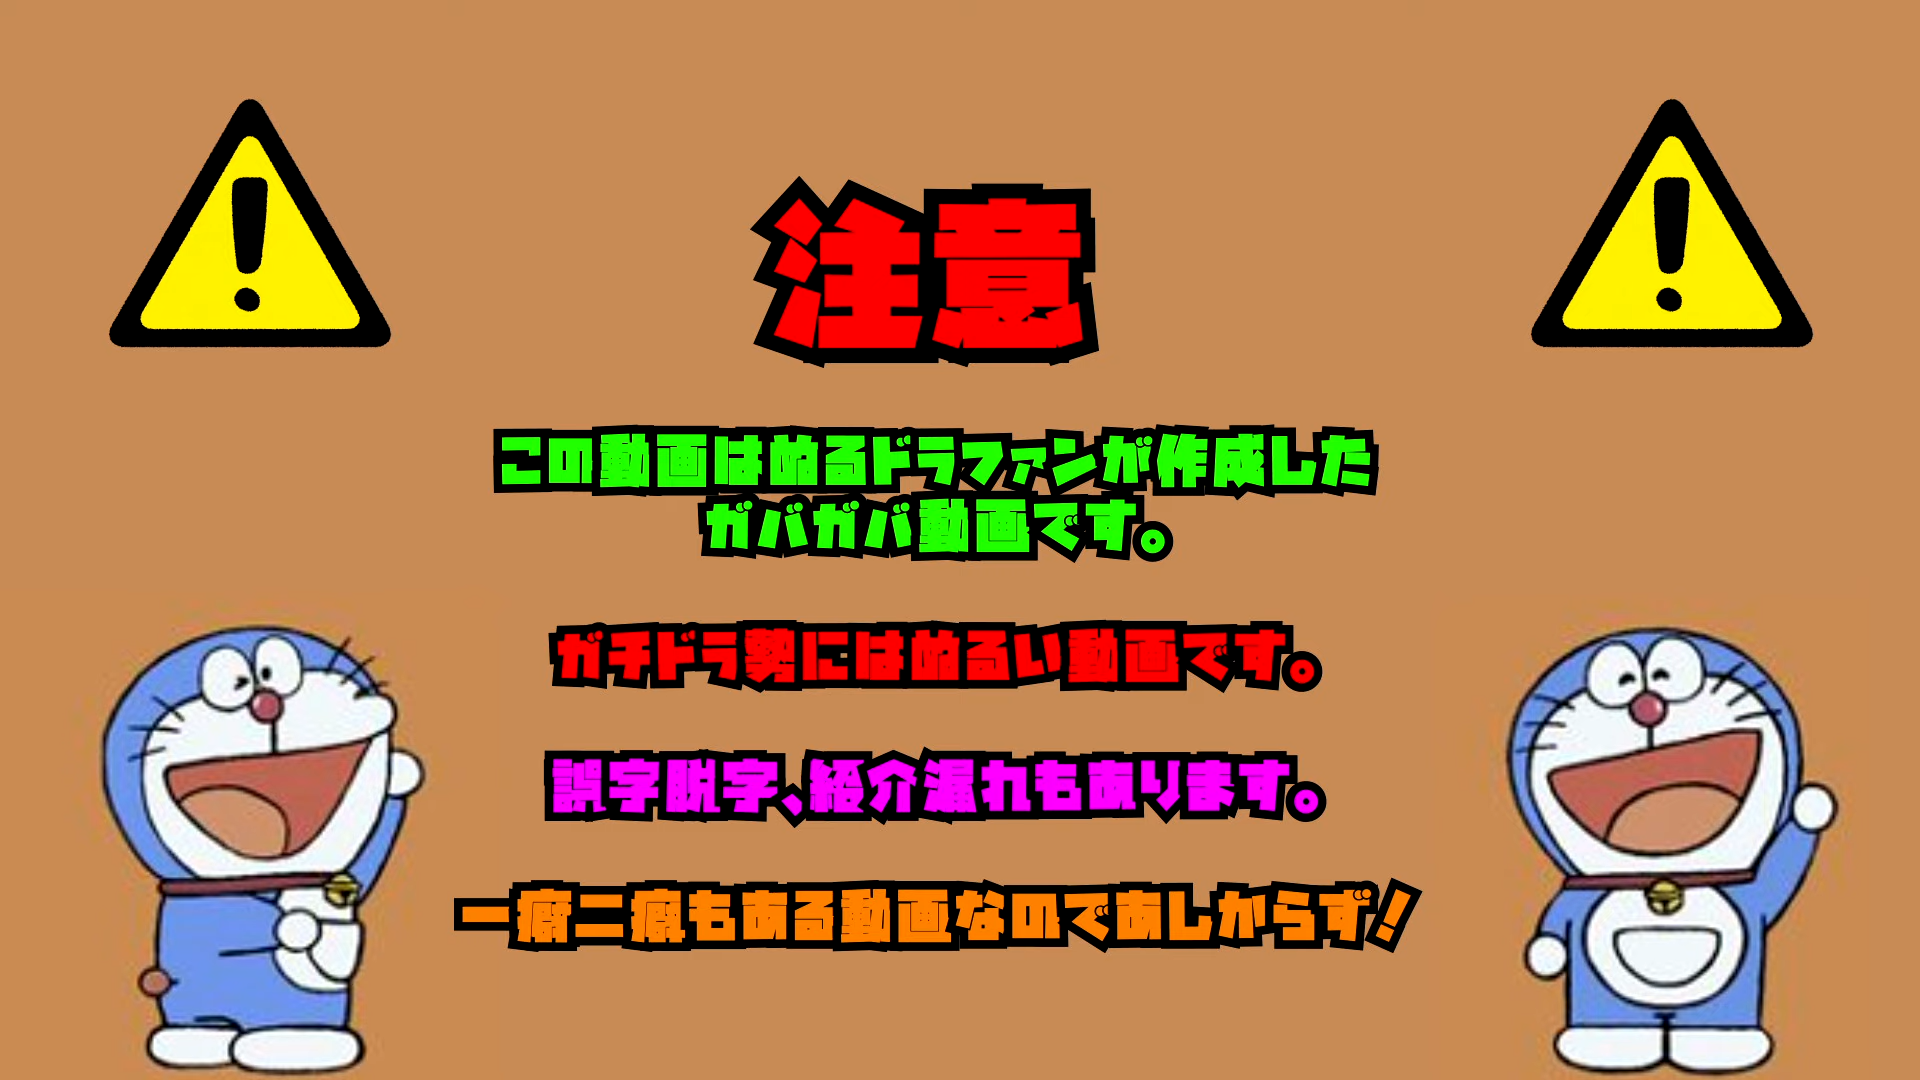 注意
この動画はぬるドラファンが作成した
ガバガバ動画です。
ガチドラ勢にはぬるい動画です。
誤字脱字、紹介漏れもあります。
一癖二癖もある動画なのであしからず!